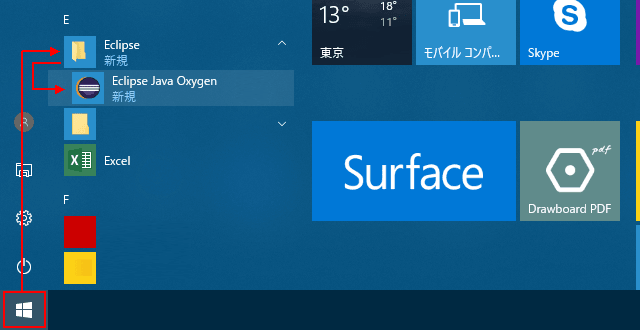 E
Eclipse
新規
Eclipse Java Oxygen
新規
Excel
F
13°
18°
11°
東京
モバイル コンパ...
Skype
Surface
pdf
Drawboard PDF